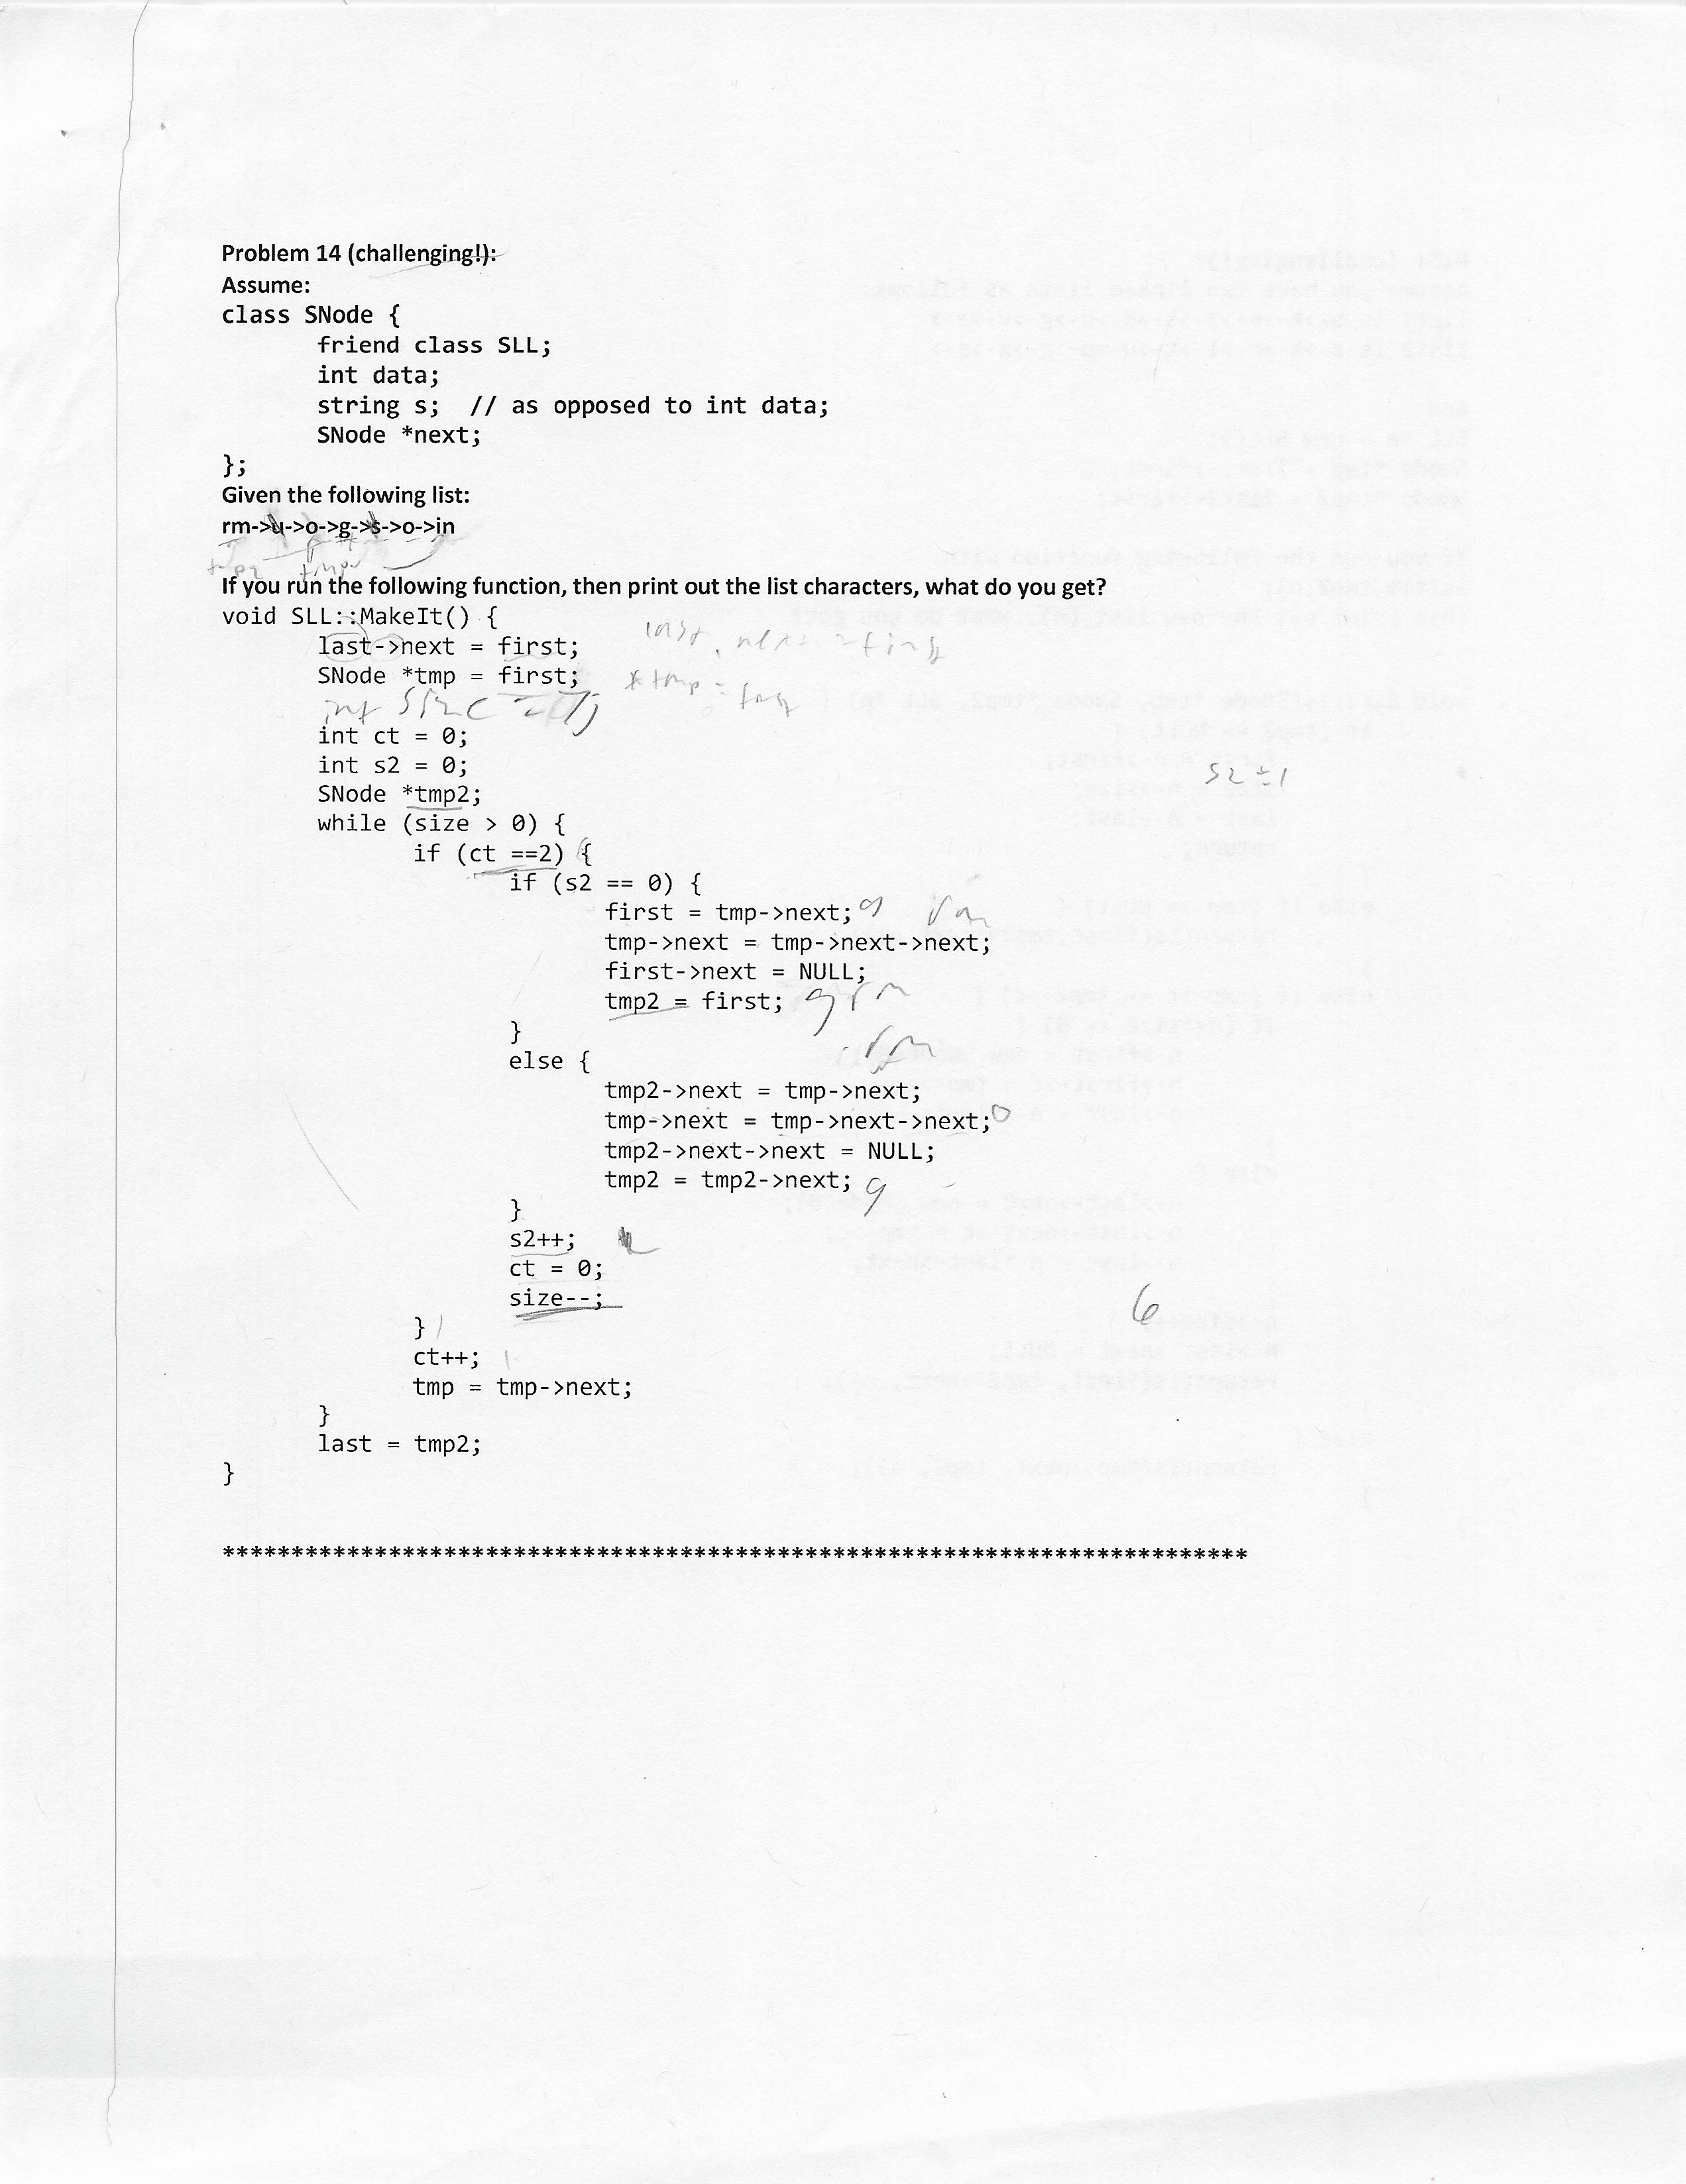 Problem 14 (challenging!):
Assume:
class SNode {
friend class SLL;
int data;
string s; // as opposed to int data;
SNode *next;
};
Given the following list:
rm->u->o->g->s->o->in
tmp2 tmp
If you run the following function, then print out the list characters, what do you get?
void SLL::MakeIt() {
last->next = first;
last, next = first
SNode *tmp = first;
*tmp = first
int size =
int ct = 0;
int s2 = 0;
s2 = 1
SNode *tmp2;
while (size > 0) {
if (ct ==2) {
if (s2 == 0) {
first = tmp->next; g rm
tmp->next = tmp->next->next;
first->next = NULL;
tmp2 = first; g rm
}
rm
else {
tmp2->next = tmp->next;
tmp->next = tmp->next->next; o
tmp2->next->next = NULL;
tmp2 = tmp2->next; g
}
s2++;
ct = 0;
size--;
6
}
ct++; 1
tmp = tmp->next;
}
last = tmp2;
}
**************************************************************************